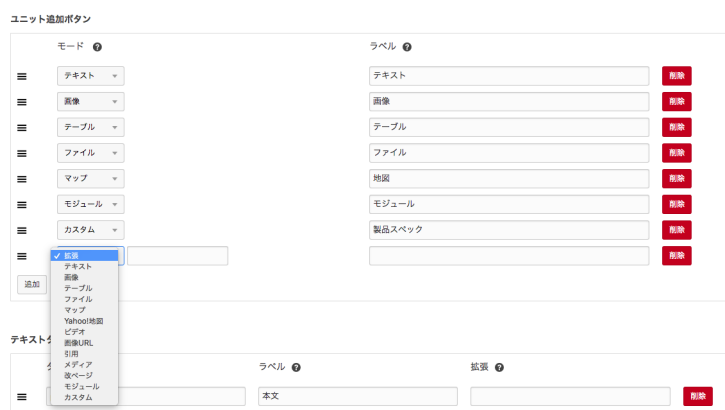 ユニット追加ボタン
モード ラベル
テキスト テキスト 削除
画像 画像 削除
テーブル テーブル 削除
ファイル ファイル 削除
マップ 地図 削除
モジュール モジュール 削除
カスタム 製品スペック 削除
✓ 拡張 削除
テキスト
画像
テーブル
ファイル
マップ
Yahoo!地図
ビデオ
画像URL
引用
メディア
改ページ
モジュール
カスタム
追加
テキスト
ラベル 拡張
本文 削除